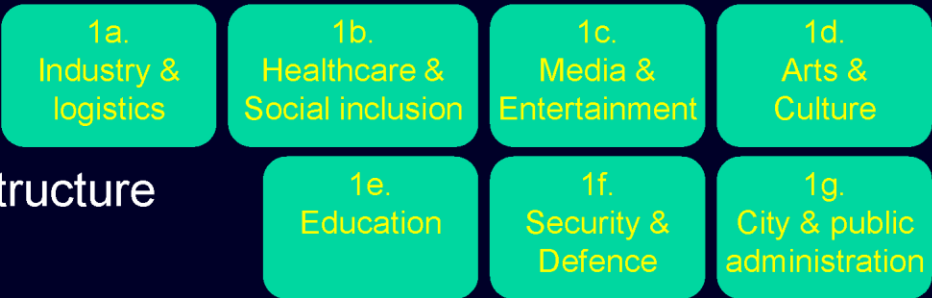 1a.
Industry &
logistics
1b.
Healthcare &
Social inclusion
1c.
Media &
Entertainment
1d.
Arts &
Culture
tructure
1e.
Education
1f.
Security &
Defence
1g.
City & public
administration